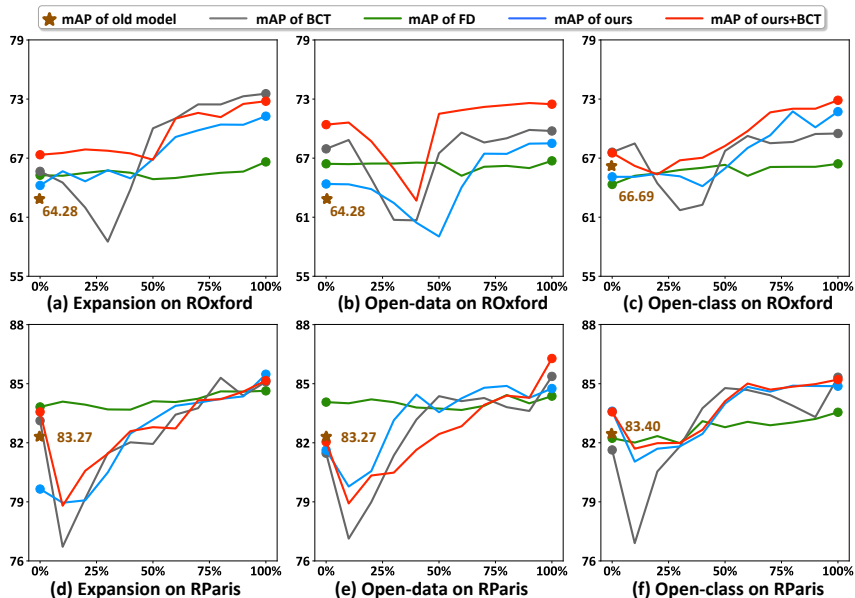 mAP of old model mAP of BCT mAP of FD mAP of ours mAP of ours+BCT
79
73
67
61
55
64.28
0% 25% 50% 75% 100%
(a) Expansion on ROxford
79
73
67
61
55
64.28
0% 25% 50% 75% 100%
(b) Open-data on ROxford
79
73
67
61
55
66.69
0% 25% 50% 75% 100%
(c) Open-class on ROxford
88
85
82
79
76
83.27
0% 25% 50% 75% 100%
(d) Expansion on RParis
88
85
82
79
76
83.27
0% 25% 50% 75% 100%
(e) Open-data on RParis
88
85
82
79
76
83.40
0% 25% 50% 75% 100%
(f) Open-class on RParis